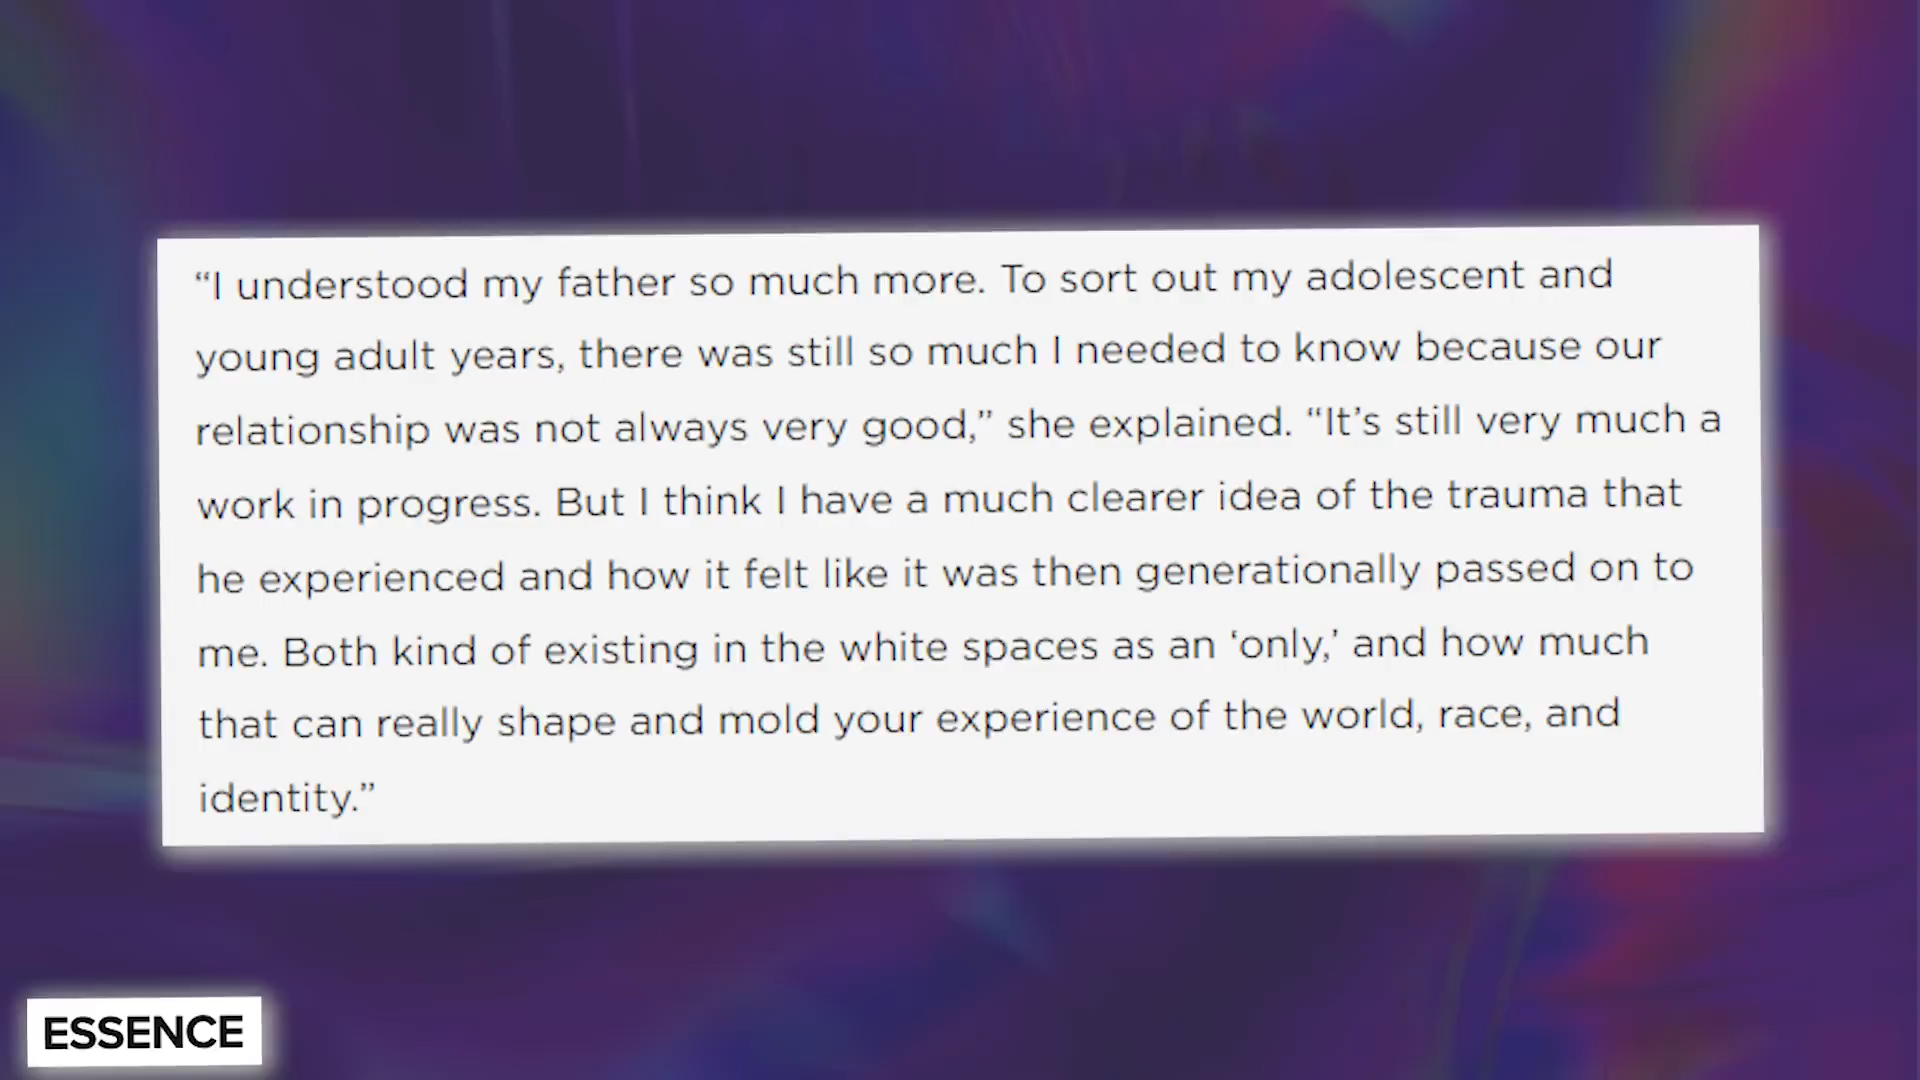 “I understood my father so much more. To sort out my adolescent and
young adult years, there was still so much I needed to know because our
relationship was not always very good,” she explained. “It’s still very much a
work in progress. But I think I have a much clearer idea of the trauma that
he experienced and how it felt like it was then generationally passed on to
me. Both kind of existing in the white spaces as an ‘only,’ and how much
that can really shape and mold your experience of the world, race, and
identity.”
ESSENCE